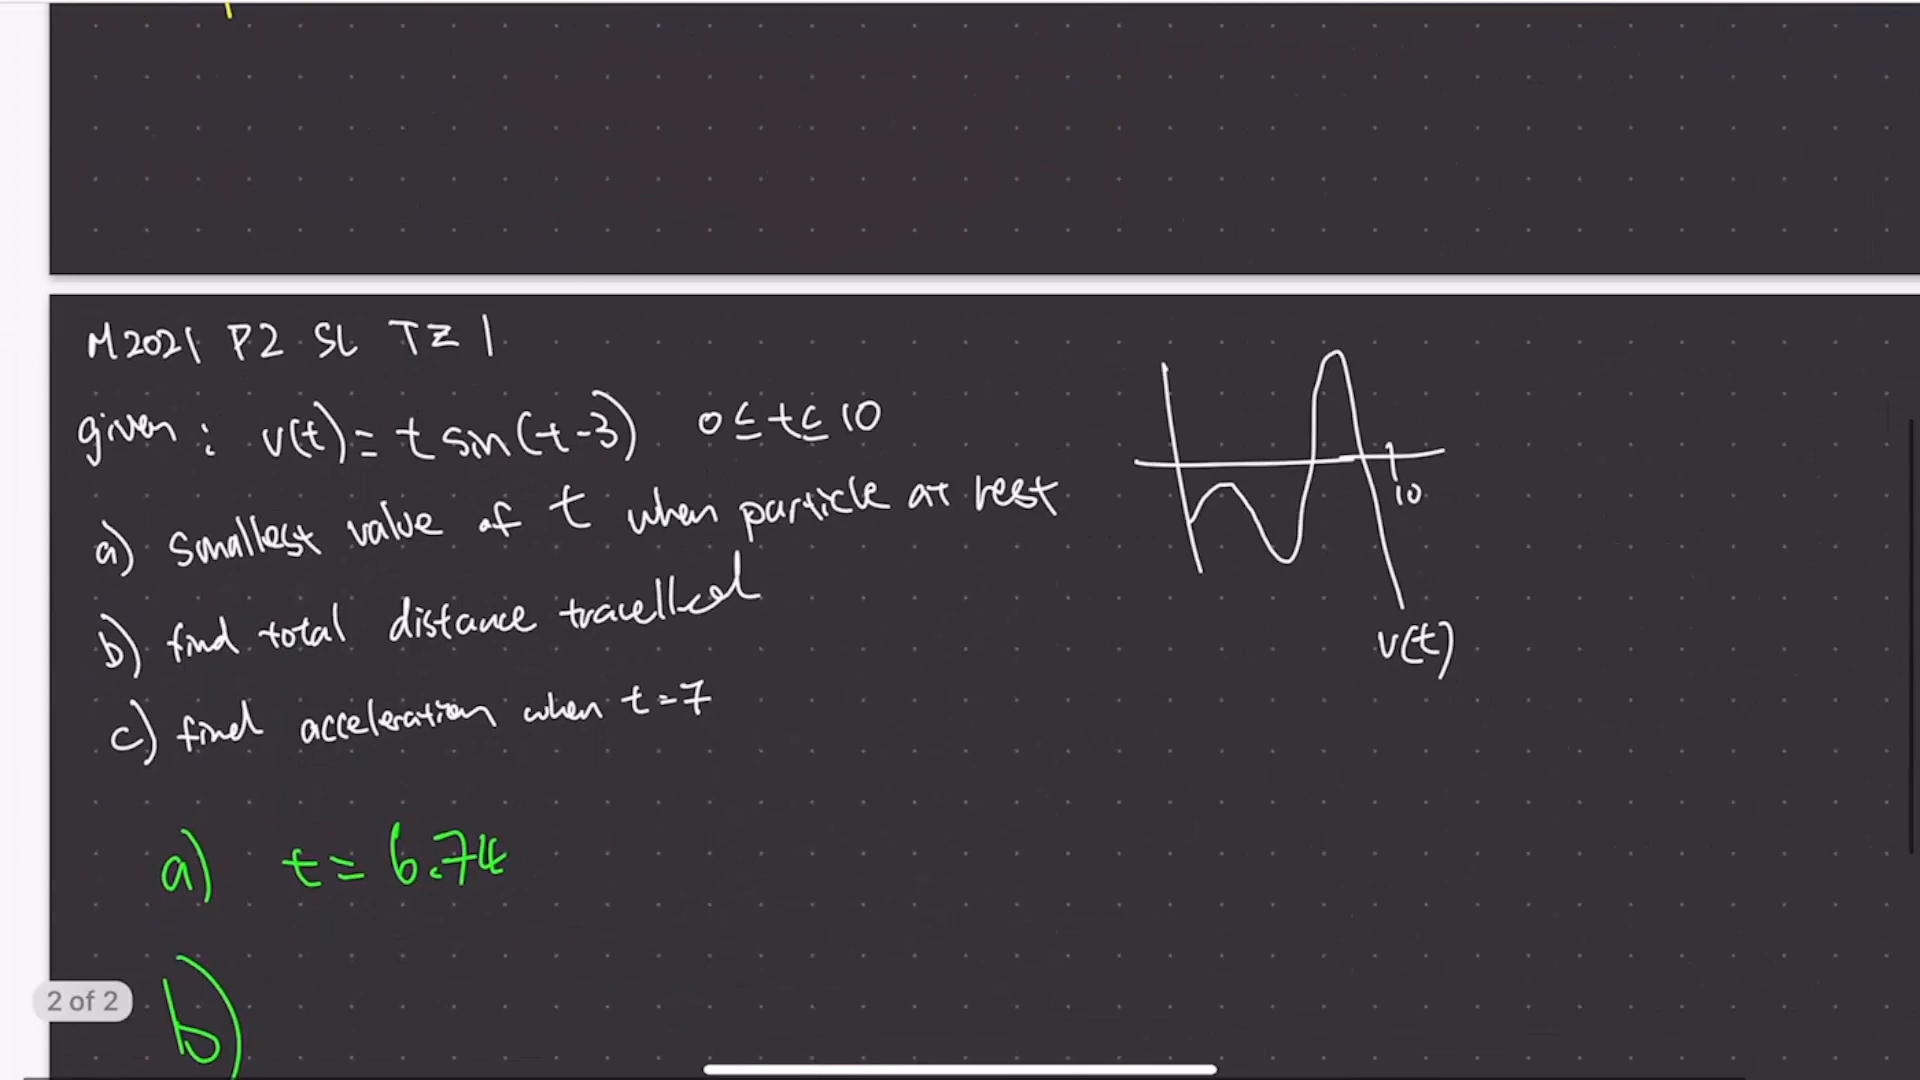 M2021 P2 SL TZ 1
given: v(t) = t sin(t-3) 0 ≤ t ≤ 10
a) smallest value of t when particle at rest
b) find total distance travelled
c) find acceleration when t=7
10
v(t)
a) t = 6.74
b)
2 of 2